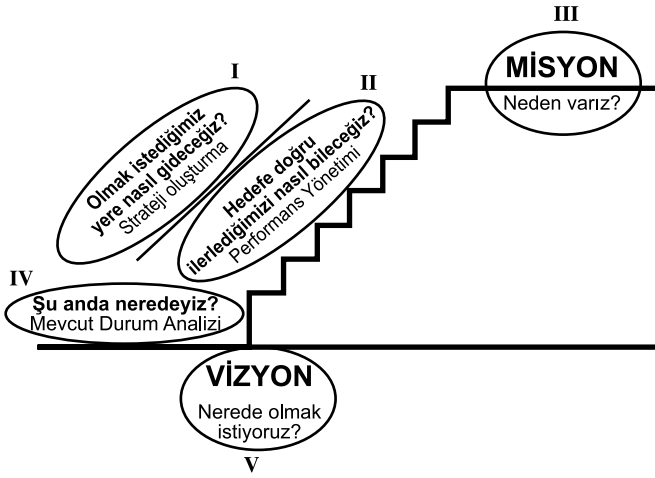 I
Olmak istediğimiz
yere nasıl gideceğiz?
Strateji oluşturma
II
Hedefe doğru
ilerlediğimizi nasıl bileceğiz?
Performans Yönetimi
III
MİSYON
Neden varız?
IV
Şu anda neredeyiz?
Mevcut Durum Analizi
VİZYON
Nerede olmak
istiyoruz?
V